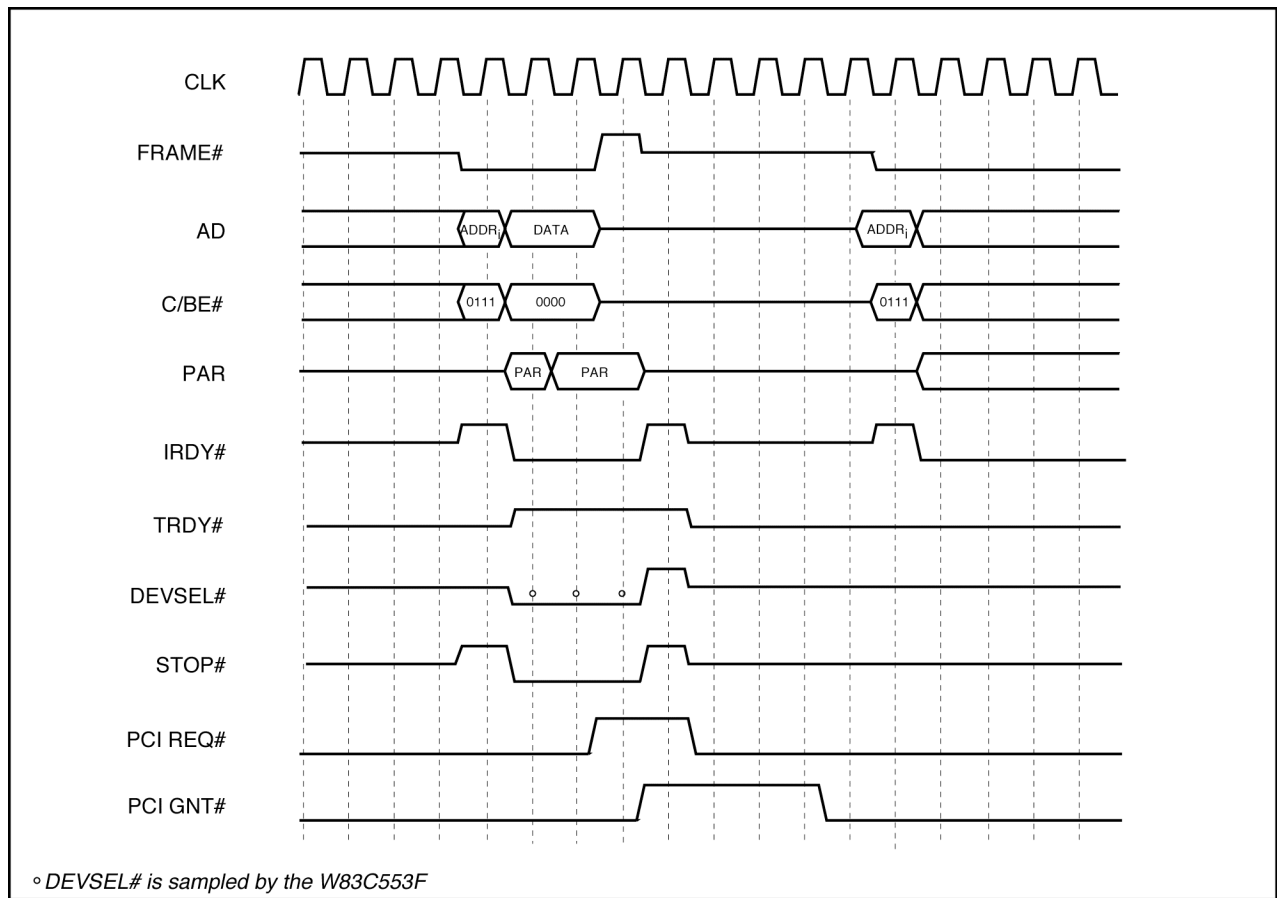 CLK
FRAME#
AD
ADDRi
DATA
ADDRi
C/BE#
0111
0000
0111
PAR
PAR
PAR
IRDY#
TRDY#
DEVSEL#
STOP#
PCI REQ#
PCI GNT#
DEVSEL# is sampled by the W83C553F